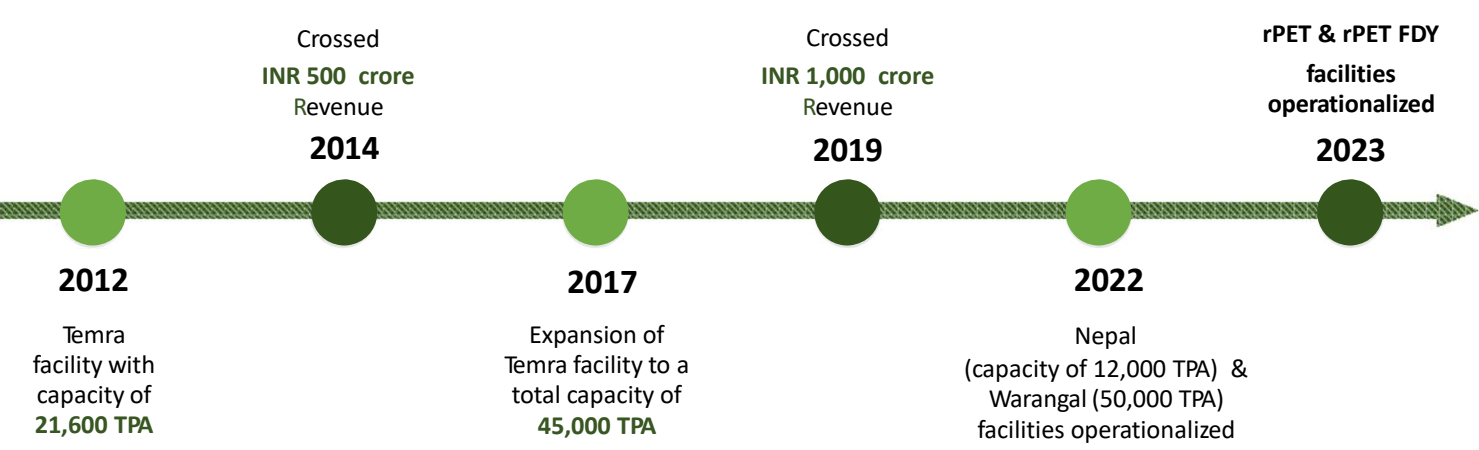 Crossed
INR 500 crore
Revenue
2014
Crossed
INR 1,000 crore
Revenue
2019
rPET & rPET FDY
facilities
operationalized
2023
2012
Temra
facility with
capacity of
21,600 TPA
2017
Expansion of
Temra facility to a
total capacity of
45,000 TPA
2022
Nepal
(capacity of 12,000 TPA) &
Warangal (50,000 TPA)
facilities operationalized